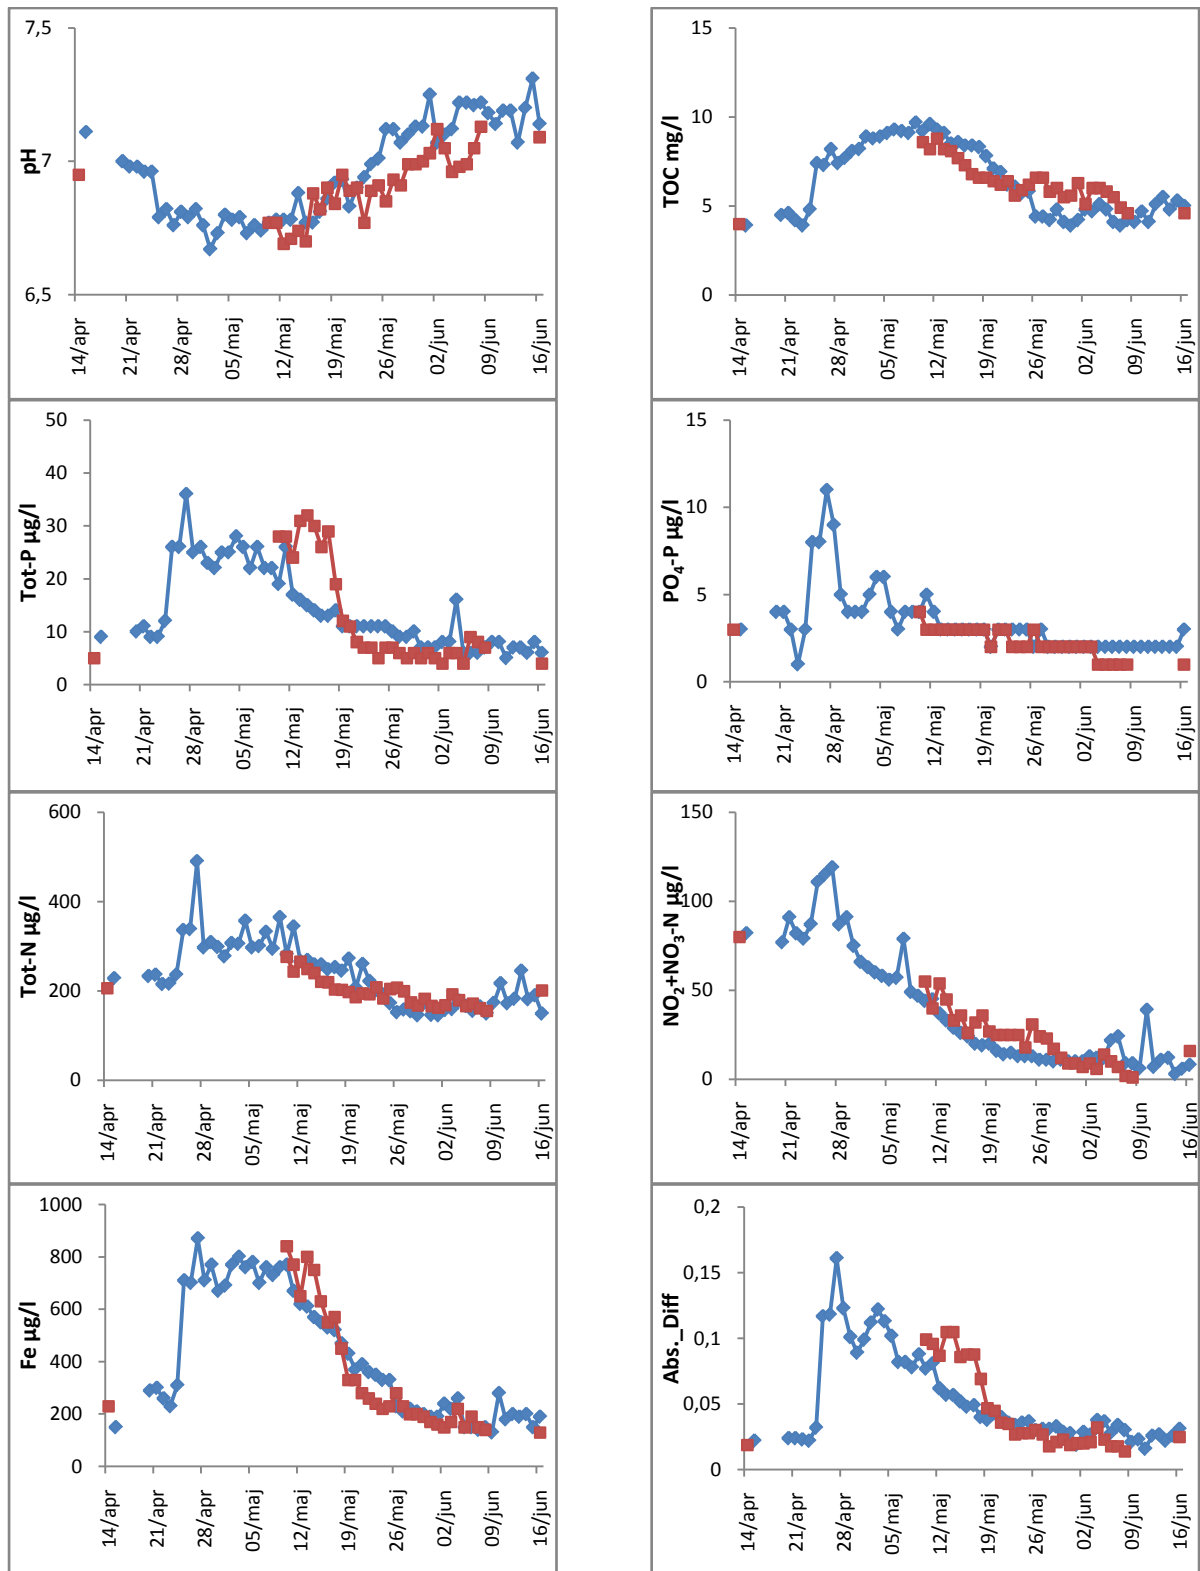 7,5
7
6,5
pH
14/apr 21/apr 28/apr 05/maj 12/maj 19/maj 26/maj 02/jun 09/jun 16/jun
15
10
5
0
TOC mg/l
14/apr 21/apr 28/apr 05/maj 12/maj 19/maj 26/maj 02/jun 09/jun 16/jun
50
40
30
20
10
0
Tot-P µg/l
14/apr 21/apr 28/apr 05/maj 12/maj 19/maj 26/maj 02/jun 09/jun 16/jun
15
10
5
0
PO₄-P µg/l
14/apr 21/apr 28/apr 05/maj 12/maj 19/maj 26/maj 02/jun 09/jun 16/jun
600
400
200
0
Tot-N µg/l
14/apr 21/apr 28/apr 05/maj 12/maj 19/maj 26/maj 02/jun 09/jun 16/jun
150
100
50
0
NO₂+NO₃-N µg/l
14/apr 21/apr 28/apr 05/maj 12/maj 19/maj 26/maj 02/jun 09/jun 16/jun
1000
800
600
400
200
0
Fe µg/l
14/apr 21/apr 28/apr 05/maj 12/maj 19/maj 26/maj 02/jun 09/jun 16/jun
0,2
0,15
0,1
0,05
0
Abs._Diff
14/apr 21/apr 28/apr 05/maj 12/maj 19/maj 26/maj 02/jun 09/jun 16/jun